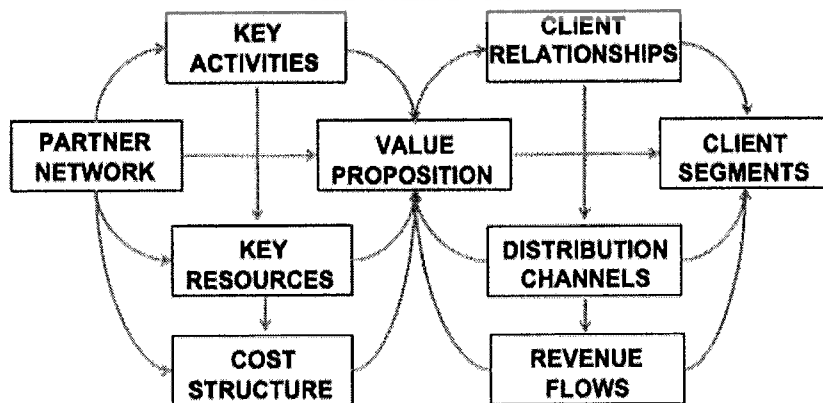 KEY
ACTIVITIES
CLIENT
RELATIONSHIPS
PARTNER
NETWORK
VALUE
PROPOSITION
CLIENT
SEGMENTS
KEY
RESOURCES
DISTRIBUTION
CHANNELS
COST
STRUCTURE
REVENUE
FLOWS